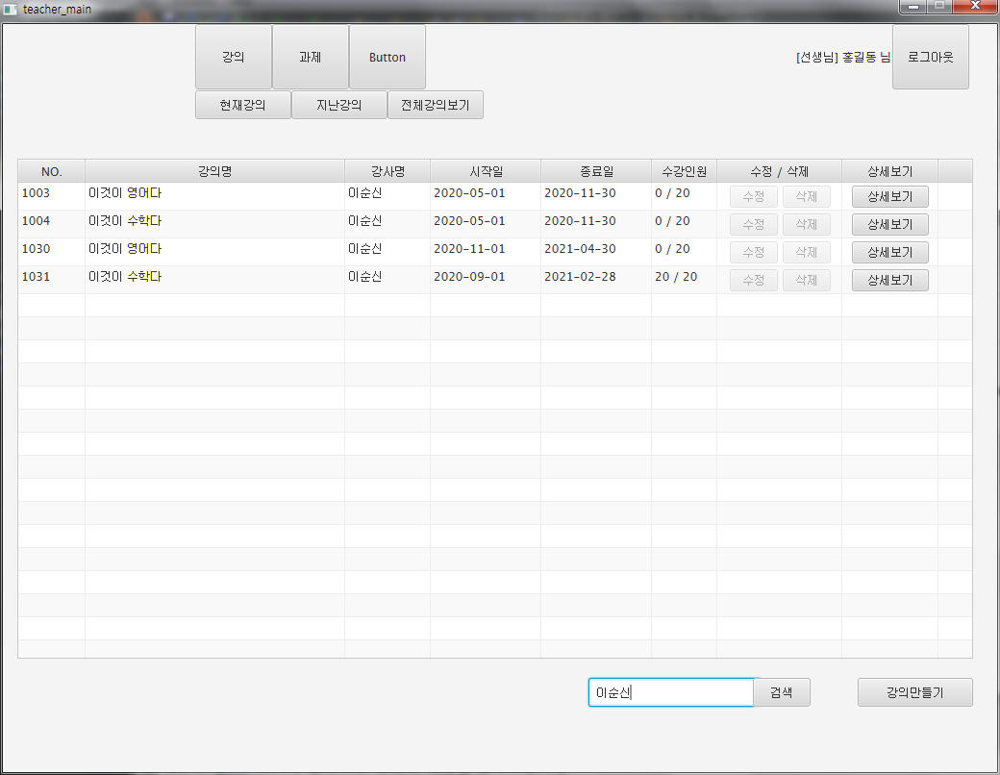 teacher_main
강의 과제 Button [선생님] 홍길동 님 로그아웃
현재강의 지난강의 전체강의보기
NO. 강의명 강사명 시작일 종료일 수강인원 수정 / 삭제 상세보기
1003 이것이 영어다 이순신 2020-05-01 2020-11-30 0 / 20 수정 삭제 상세보기
1004 이것이 수학다 이순신 2020-05-01 2020-11-30 0 / 20 수정 삭제 상세보기
1030 이것이 영어다 이순신 2020-11-01 2021-04-30 0 / 20 수정 삭제 상세보기
1031 이것이 수학다 이순신 2020-09-01 2021-02-28 20 / 20 수정 삭제 상세보기
이순신 검색 강의만들기